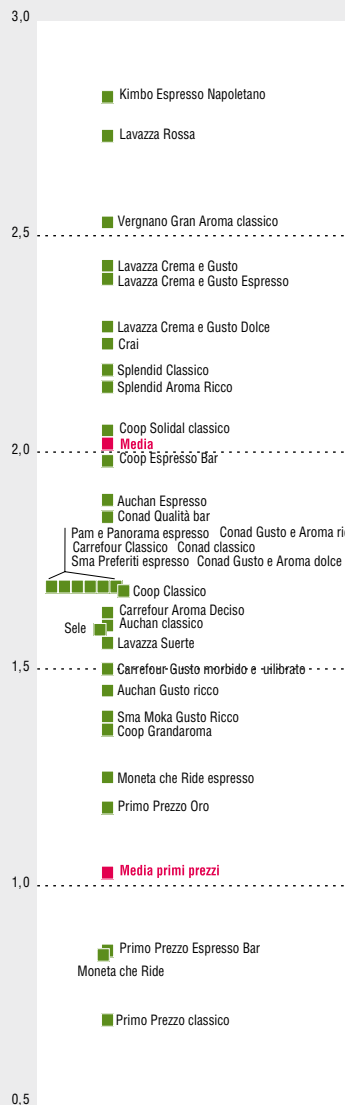 3,0
Kimbo Espresso Napoletano
Lavazza Rossa
Vergnano Gran Aroma classico
2,5
Lavazza Crema e Gusto
Lavazza Crema e Gusto Espresso
Lavazza Crema e Gusto Dolce
Crai
Splendid Classico
Splendid Aroma Ricco
Coop Solidal classico
Media
2,0
Coop Espresso Bar
Auchan Espresso
Conad Qualità bar
Pam e Panorama espresso Conad Gusto e Aroma ric
Carrefour Classico Conad classico
Sma Preferiti espresso Conad Gusto e Aroma dolce
Coop Classico
Carrefour Aroma Deciso
Auchan classico
Sele
Lavazza Suerte
1,5
Carrefour Gusto morbido e uilibrato
Auchan Gusto ricco
Sma Moka Gusto Ricco
Coop Grandaroma
Moneta che Ride espresso
Primo Prezzo Oro
Media primi prezzi
1,0
Primo Prezzo Espresso Bar
Moneta che Ride
Primo Prezzo classico
0,5